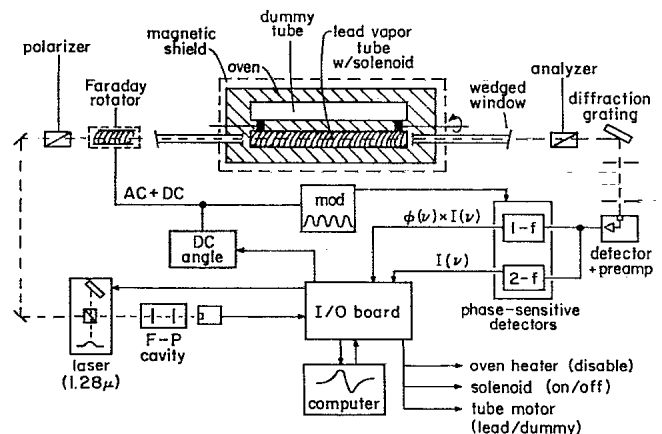 dummy
tube
polarizer
magnetic
shield
lead vapor
tube
w/solenoid
oven
Faraday
rotator
wedged
window
analyzer
diffraction
grating
AC+DC
mod
DC
angle
ϕ(ν)×I(ν)
I(ν)
1-f
2-f
detector
+preamp
phase-sensitive
detectors
I/O board
F-P
cavity
laser
(1.28μ)
computer
oven heater (disable)
solenoid (on/off)
tube motor
(lead/dummy)